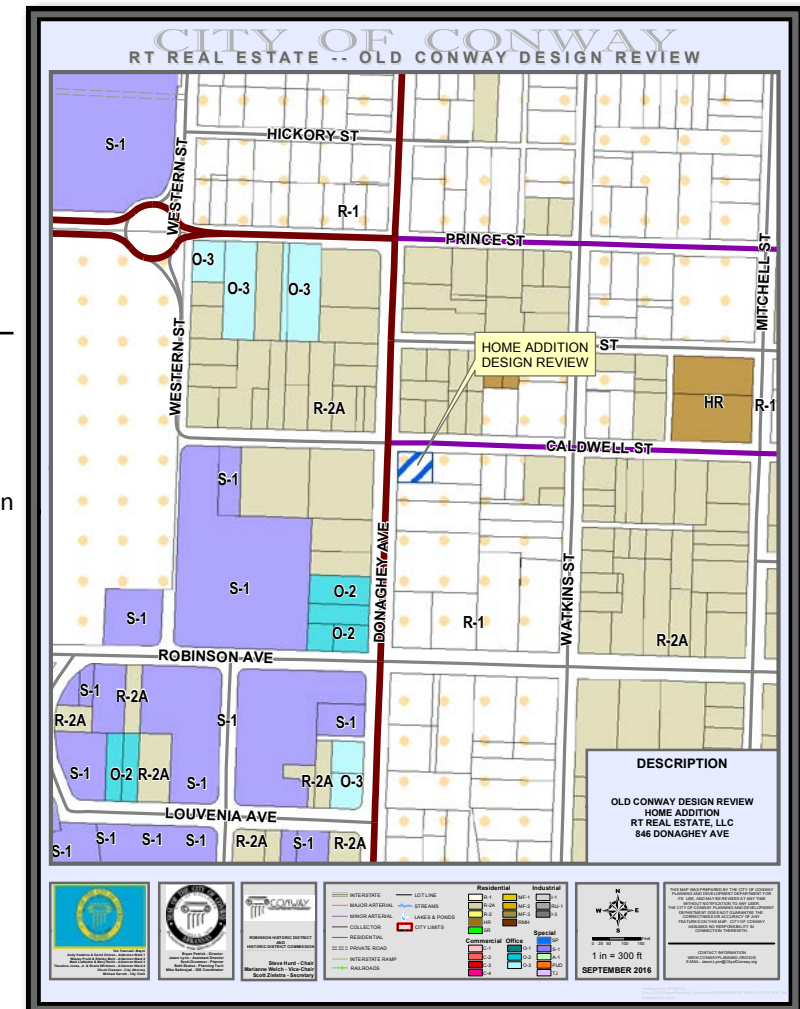 CITY OF CONWAY
RT REAL ESTATE -- OLD CONWAY DESIGN REVIEW
S-1
WESTERN ST
HICKORY ST
R-1
PRINCE ST
MITCHELL ST
O-3
O-3
O-3
WESTERN ST
HOME ADDITION
DESIGN REVIEW
ST
R-2A
HR
R-1
CALDWELL ST
S-1
n
DONAGHEY AVE
WATKINS ST
S-1
O-2
O-2
S-1
R-1
R-2A
ROBINSON AVE
S-1
R-2A
R-2A
S-1
S-1
S-1
O-2
R-2A
S-1
R-2A
O-3
LOUVENIA AVE
S-1
S-1
S-1
S-1
R-2A
S-1
R-2A
DESCRIPTION
OLD CONWAY DESIGN REVIEW
HOME ADDITION
RT REAL ESTATE, LLC
846 DONAGHEY AVE
CONWAY
ROBINSON HISTORIC DISTRICT
AND
HISTORIC DISTRICT COMMISSION
Steve Hurd - Chair
Marianne Welch - Vice-Chair
Scott Zielstra - Secretary
INTERSTATE
MAJOR ARTERIAL
MINOR ARTERIAL
COLLECTOR
RESIDENTIAL
PRIVATE ROAD
INTERSTATE RAMP
RAILROADS
LOT LINE
STREAMS
LAKES & PONDS
CITY LIMITS
Residential
R-1
R-2A
R-2
HR
SR
MF-1
MF-2
MF-3
RMH
Industrial
I-1
RU-1
I-3
Commercial
C-1
C-2
C-3
C-4
Office
O-1
O-2
O-3
Special
SP
S-1
A-1
PUD
TJ
N
W
E
S
1 in = 300 ft
SEPTEMBER 2016
CONTACT INFORMATION